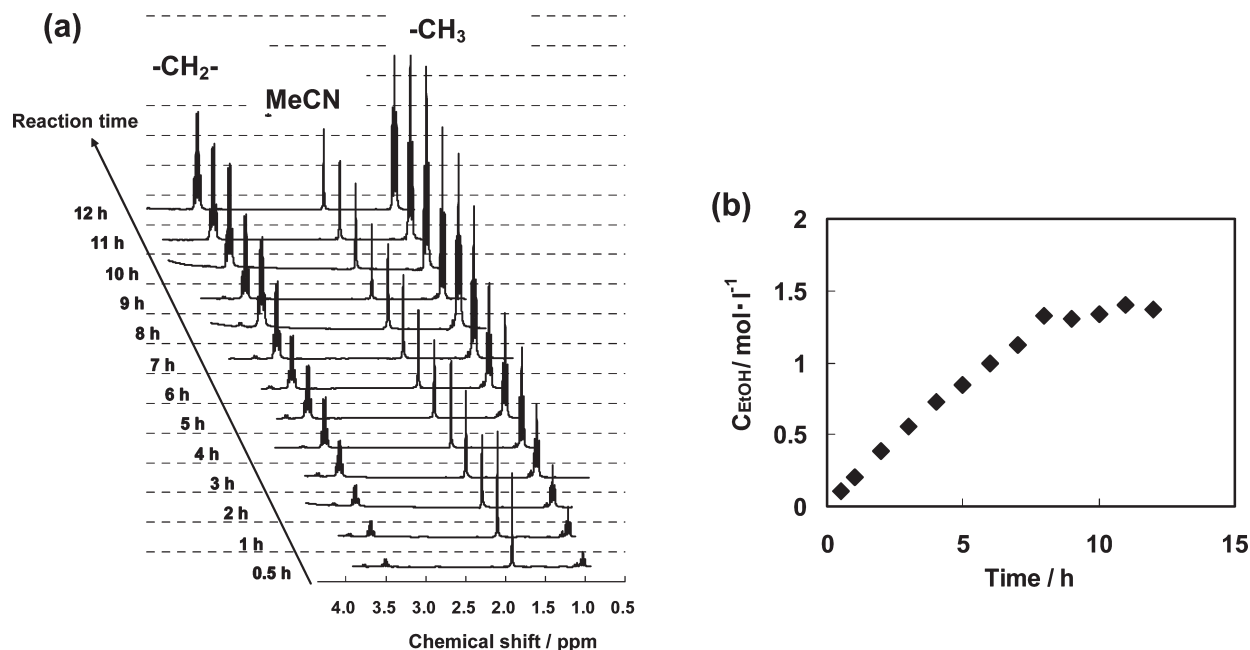 (a)
-CH₃
-CH₂-
MeCN
Reaction time
12 h
11 h
10 h
9 h
8 h
7 h
6 h
5 h
4 h
3 h
2 h
1 h
0.5 h
4.0 3.5 3.0 2.5 2.0 1.5 1.0 0.5
Chemical shift / ppm
(b)
C_EtOH / mol·l⁻¹
2
1.5
1
0.5
0
0 5 10 15
Time / h